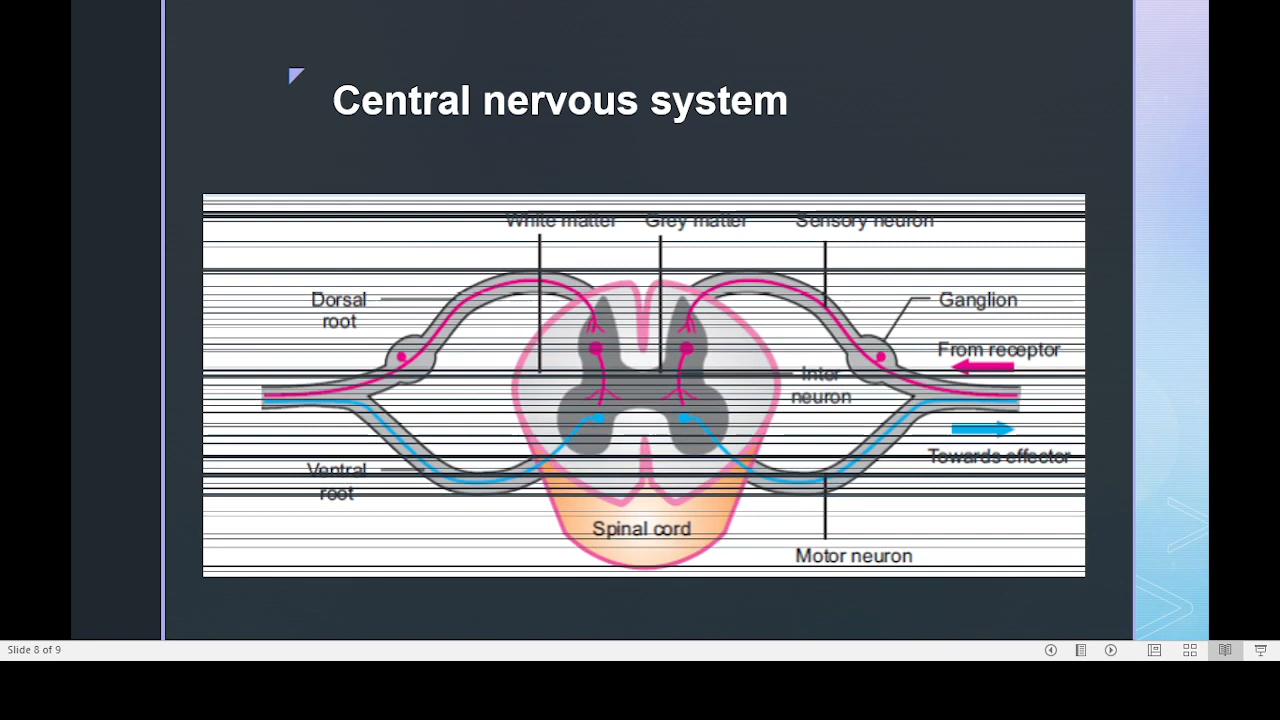 Central nervous system
White matter Grey matter Sensory neuron
Dorsal
root
Ganglion
From receptor
Inter
neuron
Towards effector
Ventral
root
Spinal cord
Motor neuron
Slide 8 of 9